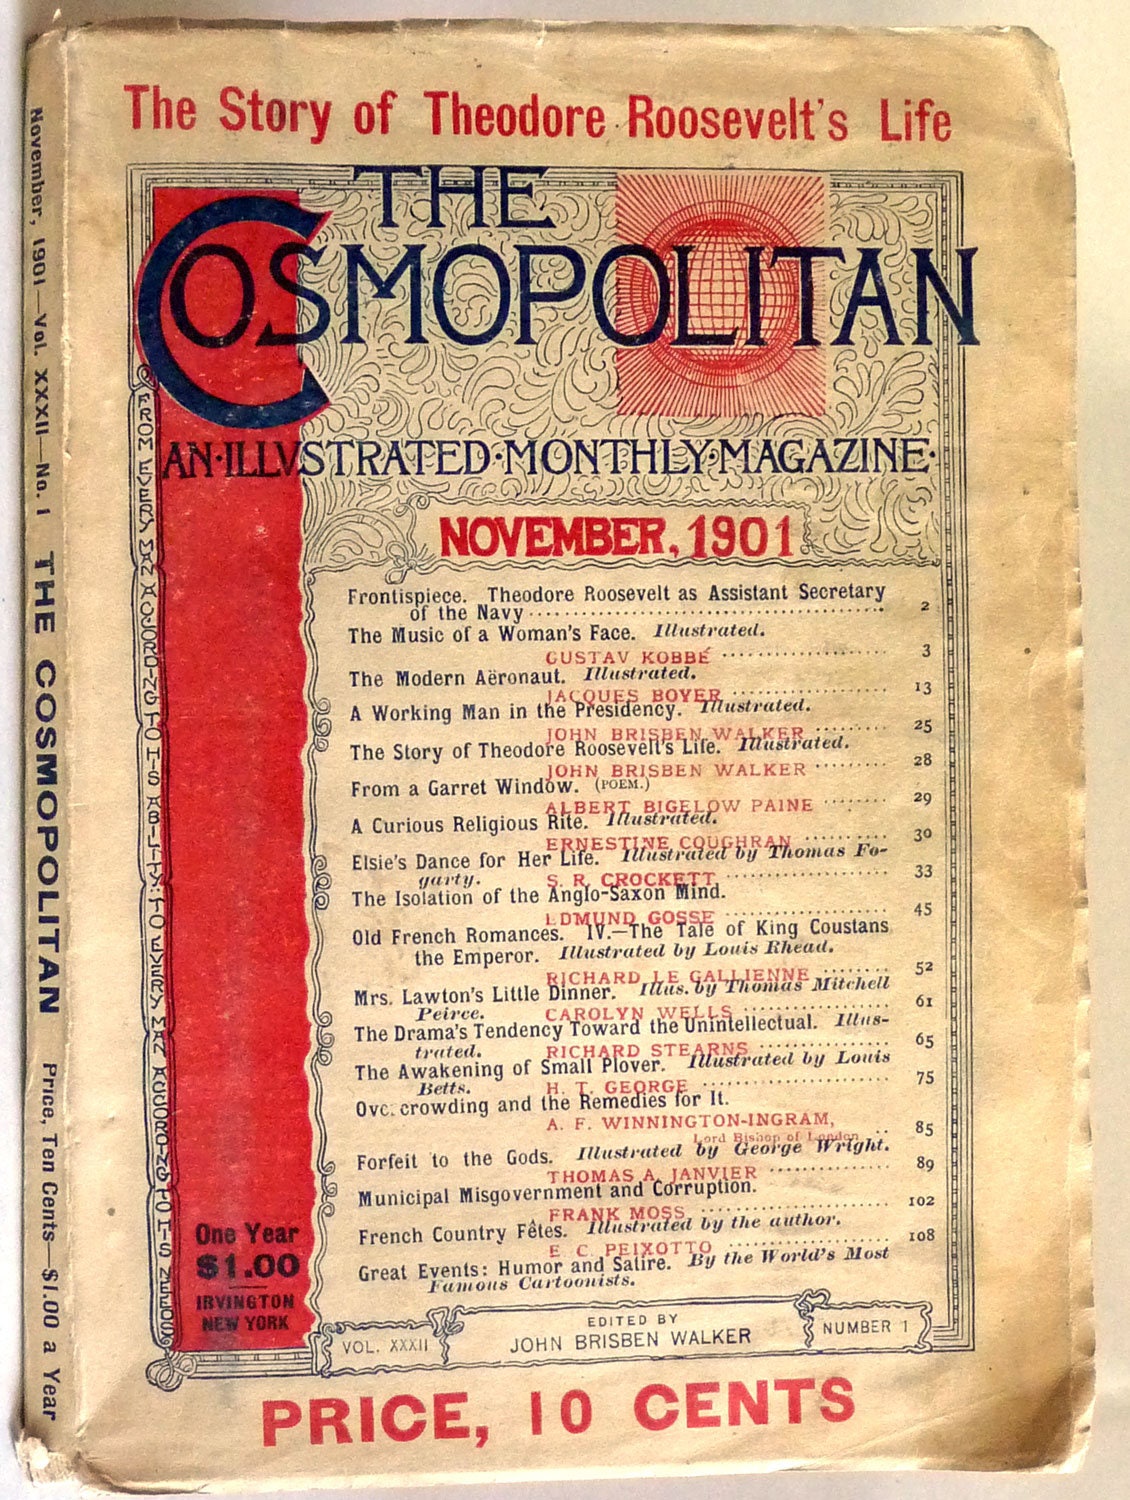 The Story of Theodore Roosevelt's Life
THE
COSMOPOLITAN
AN·ILLVSTRATED·MONTHLY·MAGAZINE·
NOVEMBER, 1901
Frontispiece. Theodore Roosevelt as Assistant Secretary
of the Navy 2
The Music of a Woman's Face. Illustrated.
GUSTAV KOBBÉ 3
The Modern Aëronaut. Illustrated.
JACQUES BOYER 13
A Working Man in the Presidency. Illustrated.
JOHN BRISBEN WALKER 25
The Story of Theodore Roosevelt's Life. Illustrated.
JOHN BRISBEN WALKER 28
From a Garret Window. (POEM.)
ALBERT BIGELOW PAINE 29
A Curious Religious Rite. Illustrated.
ERNESTINE COUGHRAN 30
Elsie's Dance for Her Life. Illustrated by Thomas Fo-
garty. S. R. CROCKETT 33
The Isolation of the Anglo-Saxon Mind.
EDMUND GOSSE 45
Old French Romances. IV.—The Tale of King Coustans
the Emperor. Illustrated by Louis Rhead.
RICHARD LE GALLIENNE 52
Mrs. Lawton's Little Dinner. Illus. by Thomas Mitchell
Peirce. CAROLYN WELLS 61
The Drama's Tendency Toward the Unintellectual. Illus-
trated. RICHARD STEARNS 65
The Awakening of Small Plover. Illustrated by Louis
Betts. H. T. GEORGE 75
Overcrowding and the Remedies for It.
A. F. WINNINGTON-INGRAM,
Lord Bishop of London 85
Forfeit to the Gods. Illustrated by George Wright.
THOMAS A. JANVIER 89
Municipal Misgovernment and Corruption.
FRANK MOSS 102
French Country Fêtes. Illustrated by the author.
E. C. PEIXOTTO 108
Great Events: Humor and Satire. By the World's Most
Famous Cartoonists.
One Year
$1.00
IRVINGTON
NEW YORK
VOL. XXXII
EDITED BY
JOHN BRISBEN WALKER
NUMBER 1
PRICE, 10 CENTS
FROM EVERY MAN ACCORDING TO HIS ABILITY: TO EVERY MAN ACCORDING TO HIS NEEDS
November, 1901—Vol. XXXII—No. 1 THE COSMOPOLITAN Price, Ten Cents—$1.00 a Year